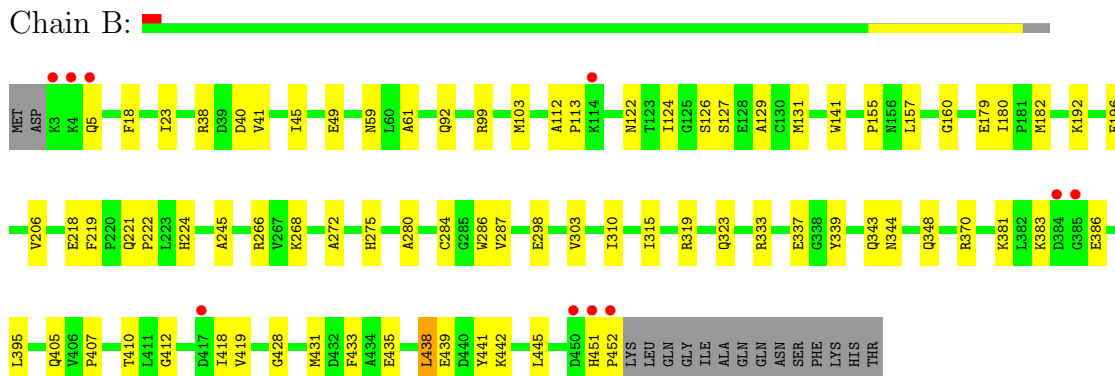 Chain B:
MET ASP K3 K4 Q5 F18 I23 R38 D39 D40 V41 I45 E49 N59 L60 A61 Q92 R99 M103 A112 P113 K114 N122 T123 I124 G125 S126 S127 E128 A129 C130 M131 W141 P155 N156 L157 G160 E179 I180 P181 M182 K192
V206 E218 F219 P220 Q221 P222 L223 H224 A245 R266 V267 K268 A272 H275 A280 C284 G285 W286 V287 E298 V303 I310 I315 R319 Q323 R333 E337 G338 Y339 Q343 N344 Q348 R370 K381 L382 K383 D384 G385 E386
L395 Q405 V406 P407 T410 L411 G412 D417 I418 V419 G428 M431 D432 F433 A434 E435 L438 E439 D440 Y441 K442 L445 D450 H451 P452 LYS LEU GLN GLY ILE ALA GLN GLN ASN SER PHE LYS HIS THR